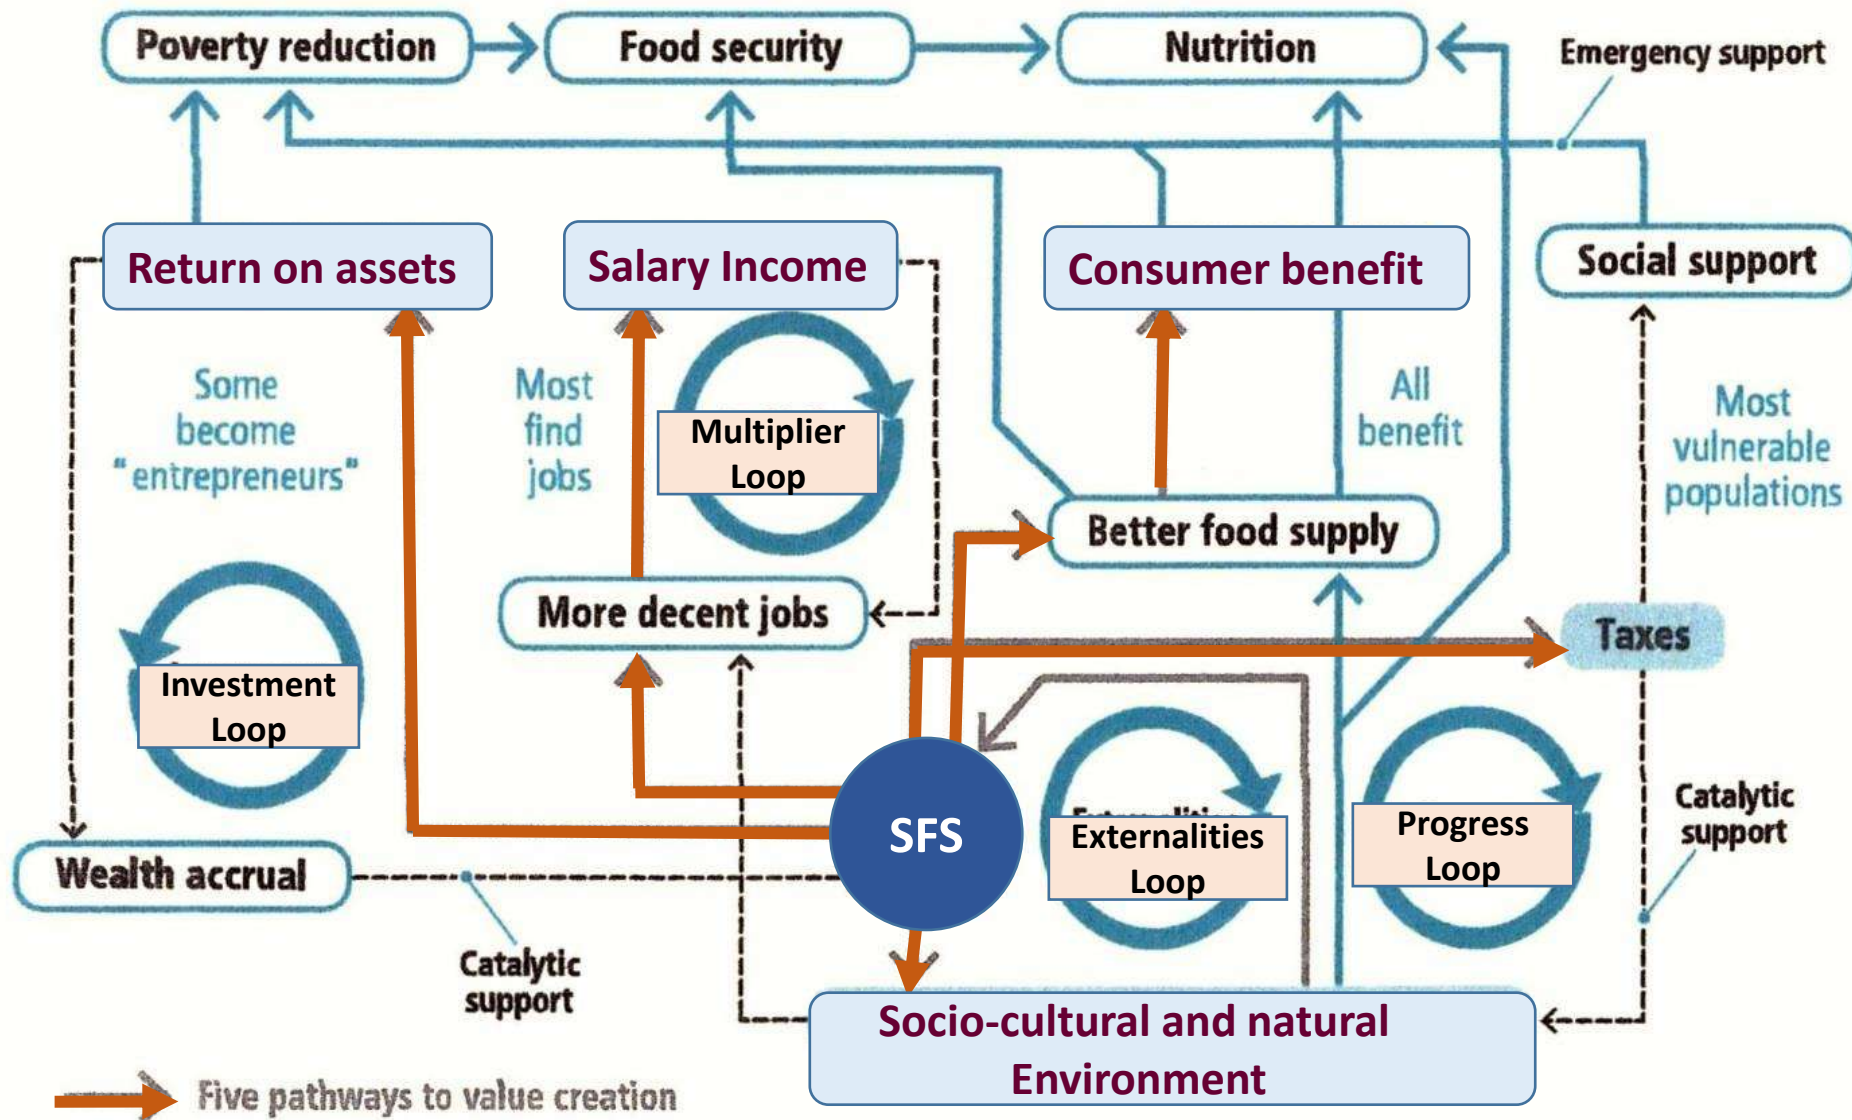 Poverty reduction
Food security
Nutrition
Emergency support
Return on assets
Salary Income
Consumer benefit
Social support
Some
become
"entrepreneurs"
Most
find
jobs
Multiplier
Loop
All
benefit
Most
vulnerable
populations
Better food supply
More decent jobs
Taxes
Investment
Loop
SFS
Externalities
Loop
Progress
Loop
Catalytic
support
Wealth accrual
Catalytic
support
Socio-cultural and natural
Environment
Five pathways to value creation